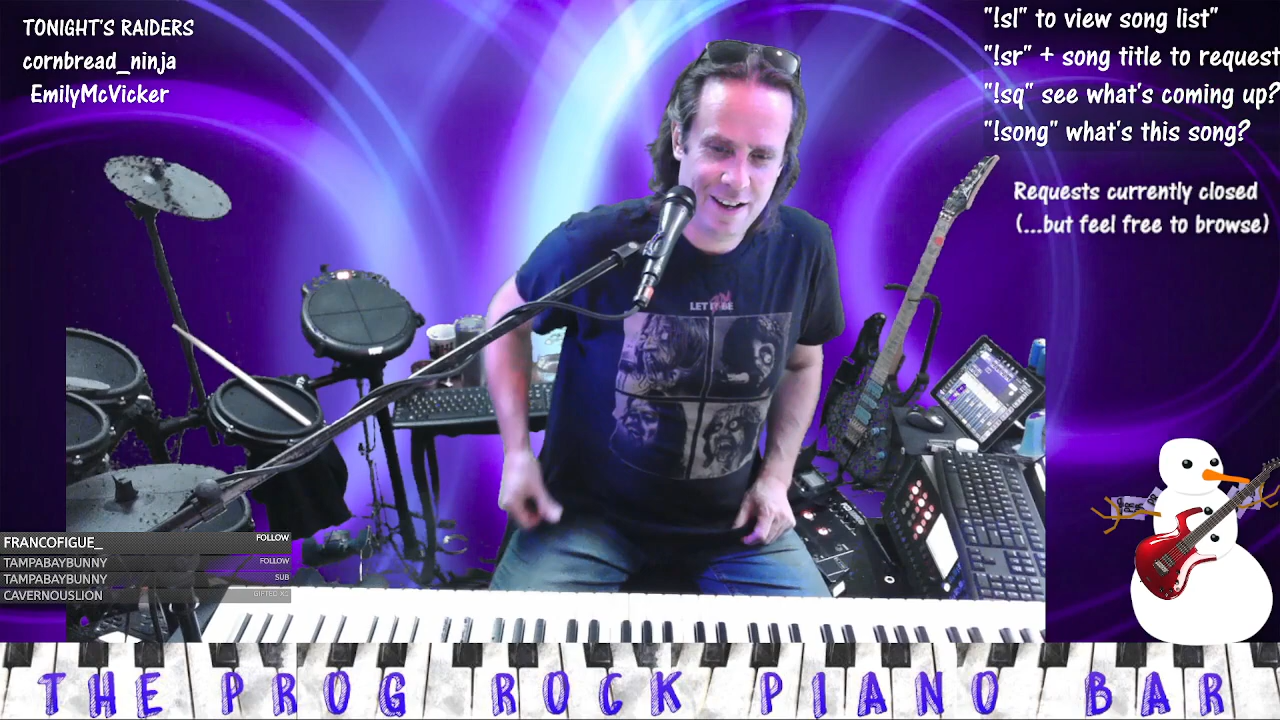 TONIGHT'S RAIDERS
cornbread_ninja
EmilyMcVicker
"!sl" to view song list"
"!sr" + song title to request
"!sq" see what's coming up?
"!song" what's this song?
Requests currently closed
(...but feel free to browse)
LET IT BE
FRANCOFIGUE_ FOLLOW
TAMPABAYBUNNY FOLLOW
TAMPABAYBUNNY SUB
CAVERNOUSLION GIFTED
THE PROG ROCK PIANO BAR